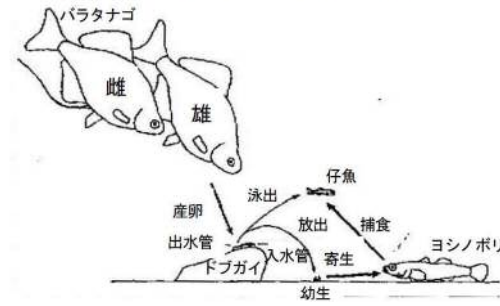 バラタナゴ
雌
雄
仔魚
泳出
産卵
放出
捕食
ヨシノボリ
出水管
入水管
寄生
ドブガイ
幼生